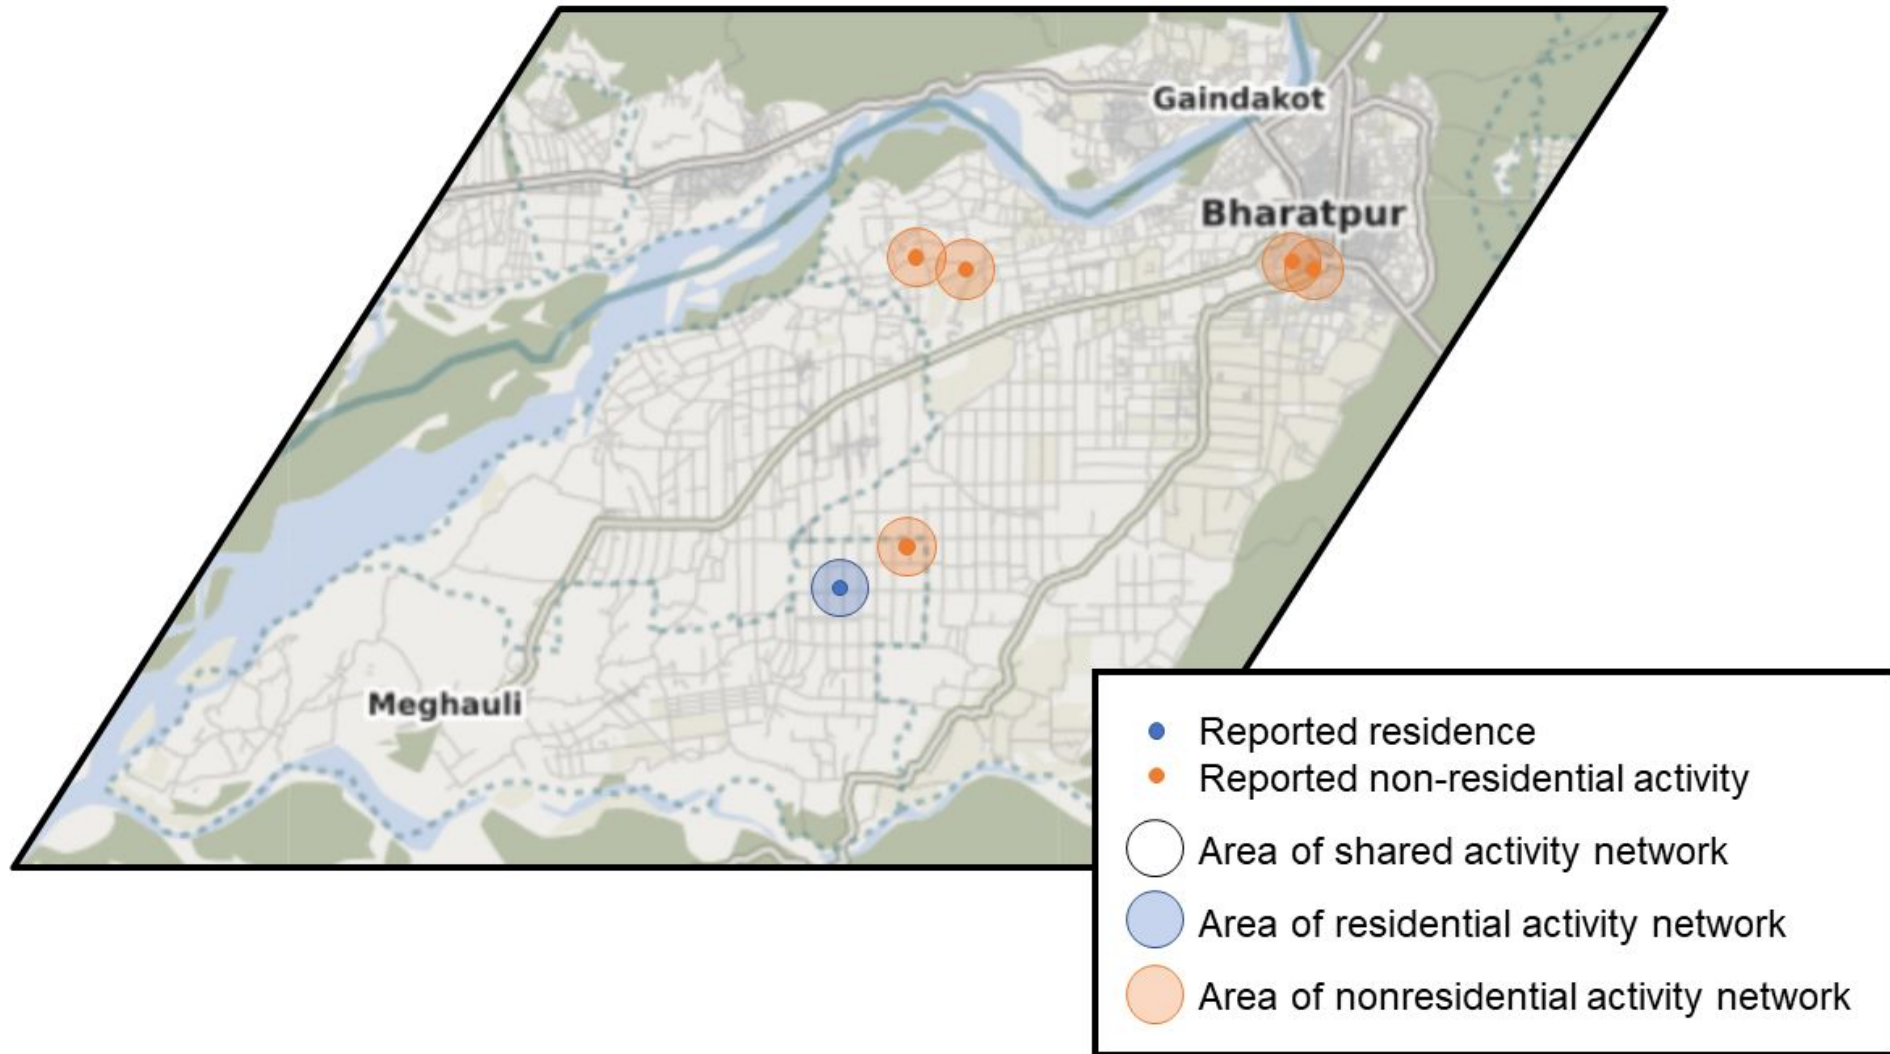 Gaindakot
Bharatpur
Meghauli
Reported residence
Reported non-residential activity
Area of shared activity network
Area of residential activity network
Area of nonresidential activity network